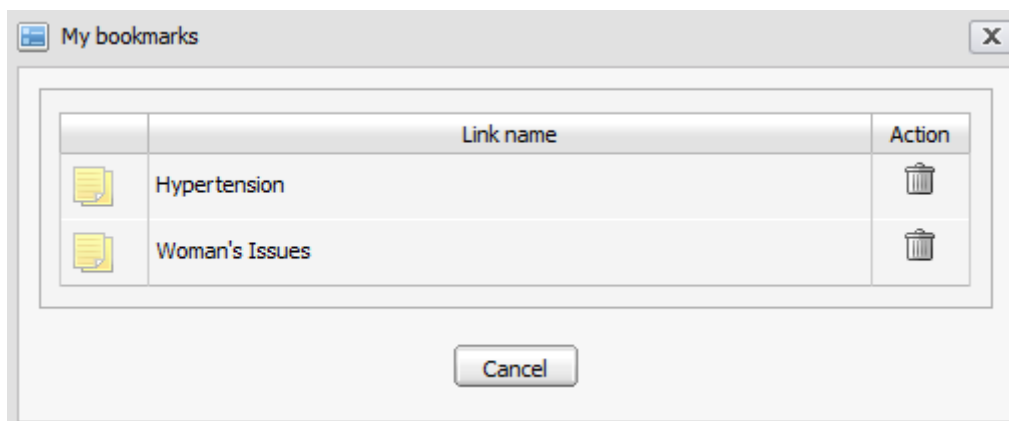 My bookmarks
X
Link name Action
Hypertension
Woman's Issues
Cancel